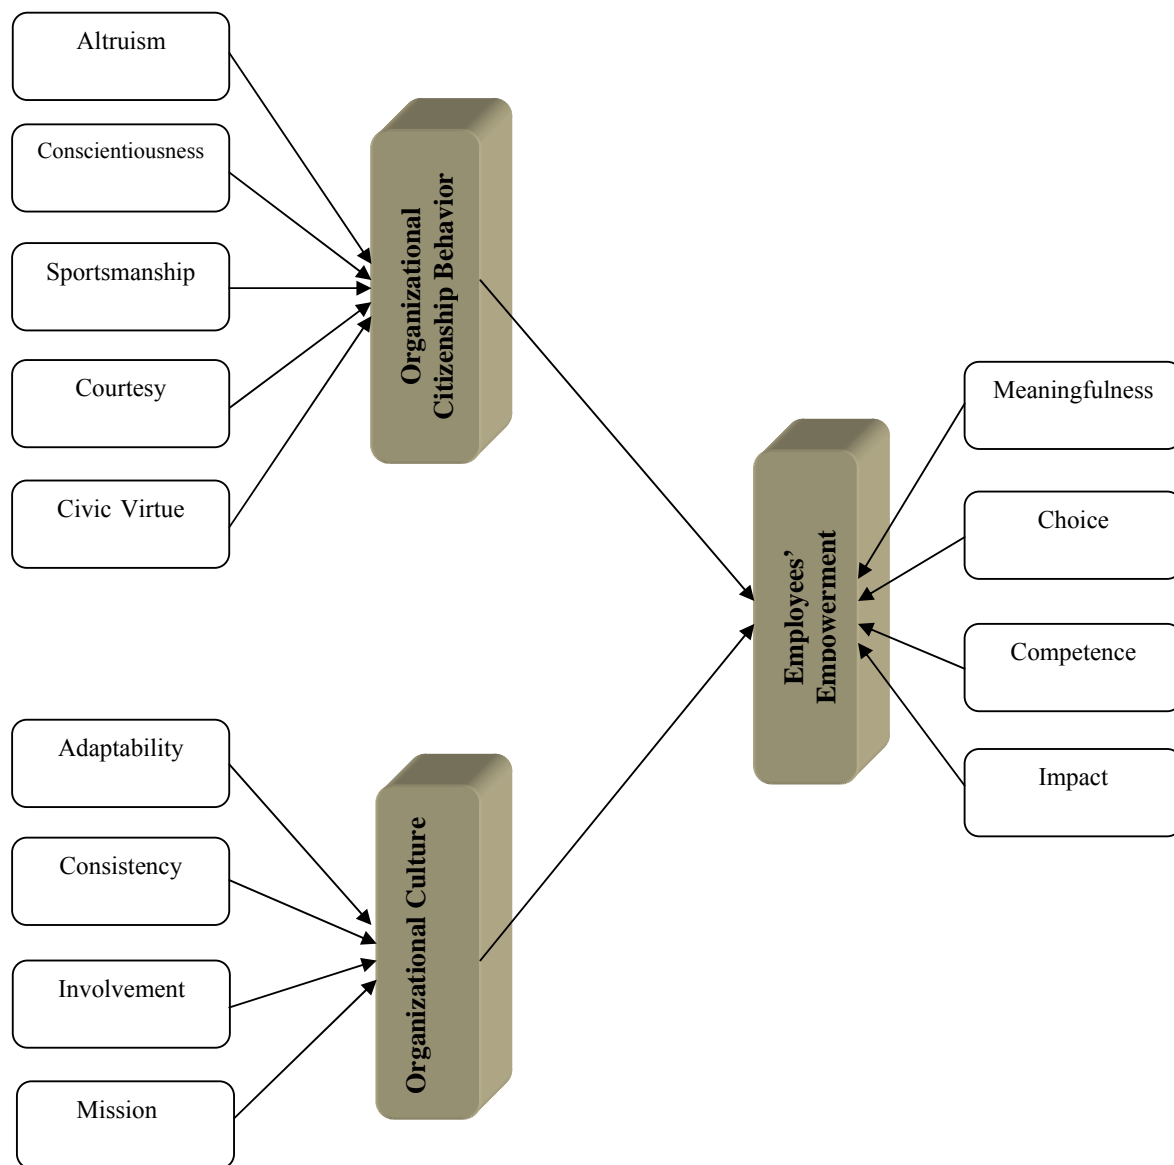 Altruism
Conscientiousness
Sportsmanship
Courtesy
Civic Virtue
Organizational
Citizenship Behavior
Adaptability
Consistency
Involvement
Mission
Organizational Culture
Employees’
Empowerment
Meaningfulness
Choice
Competence
Impact